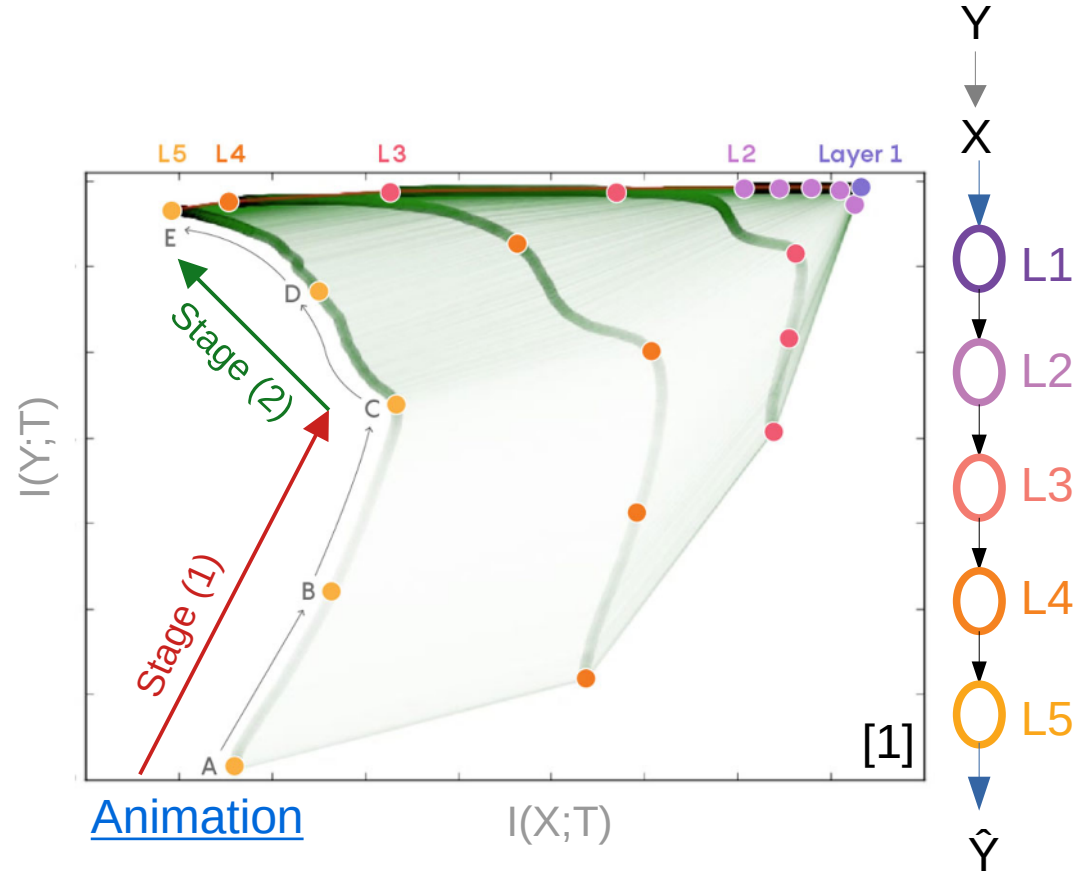 Y
X
L5 L4 L3 L2 Layer 1
E
D
Stage (2)
C
I(Y;T)
B
Stage (1)
A
[1]
Animation
I(X;T)
L1
L2
L3
L4
L5
Ŷ